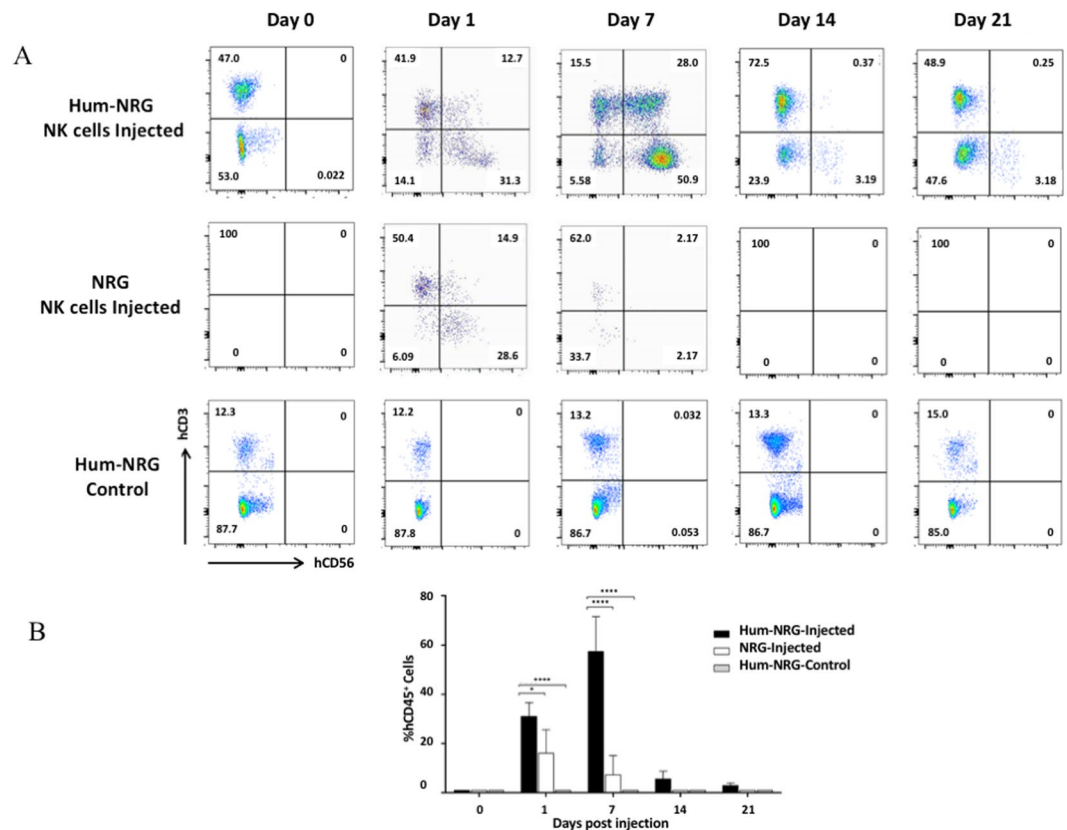 Day 0 Day 1 Day 7 Day 14 Day 21
A
Hum-NRG
NK cells Injected
47.0 0
53.0 0.022
41.9 12.7
14.1 31.3
15.5 28.0
5.58 50.9
72.5 0.37
23.9 3.19
48.9 0.25
47.6 3.18
NRG
NK cells Injected
100 0
0 0
50.4 14.9
6.09 28.6
62.0 2.17
33.7 2.17
100 0
0 0
100 0
0 0
Hum-NRG
Control
hCD3
12.3 0
87.7 0
12.2 0
87.8 0
13.2 0.032
86.7 0.053
13.3 0
86.7 0
15.0 0
85.0 0
hCD56
B
%hCD45+ Cells
80
60
40
20
0
**** 
****
****
*
Hum-NRG-Injected
NRG-Injected
Hum-NRG-Control
0 1 7 14 21
Days post injection